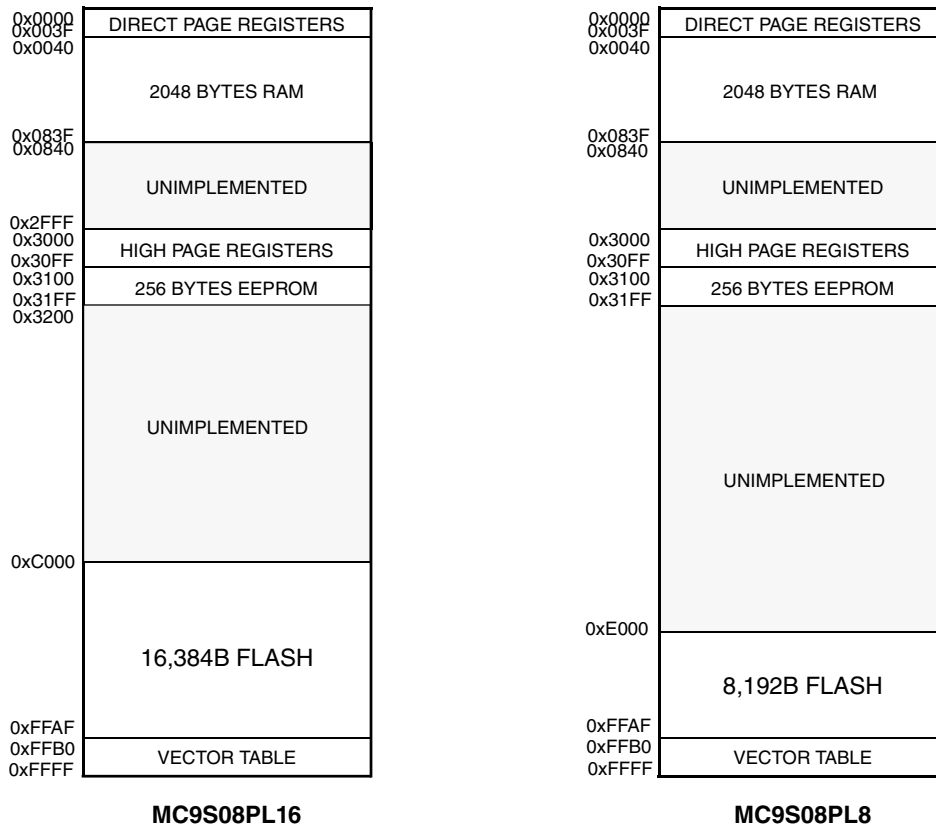 0x0000
0x003F
DIRECT PAGE REGISTERS
0x0040
2048 BYTES RAM
0x083F
0x0840
UNIMPLEMENTED
0x2FFF
0x3000
HIGH PAGE REGISTERS
0x30FF
0x3100
256 BYTES EEPROM
0x31FF
0x3200
UNIMPLEMENTED
0xC000
16,384B FLASH
0xFFAF
0xFFB0
VECTOR TABLE
0xFFFF
MC9S08PL16
0x0000
0x003F
DIRECT PAGE REGISTERS
0x0040
2048 BYTES RAM
0x083F
0x0840
UNIMPLEMENTED
0x3000
HIGH PAGE REGISTERS
0x30FF
0x3100
256 BYTES EEPROM
0x31FF
UNIMPLEMENTED
0xE000
8,192B FLASH
0xFFAF
0xFFB0
VECTOR TABLE
0xFFFF
MC9S08PL8